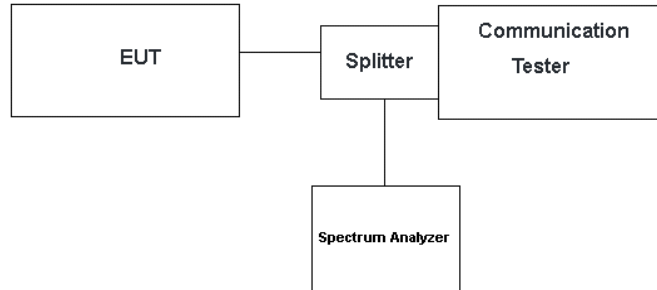 EUT
Splitter
Communication
Tester
Spectrum Analyzer